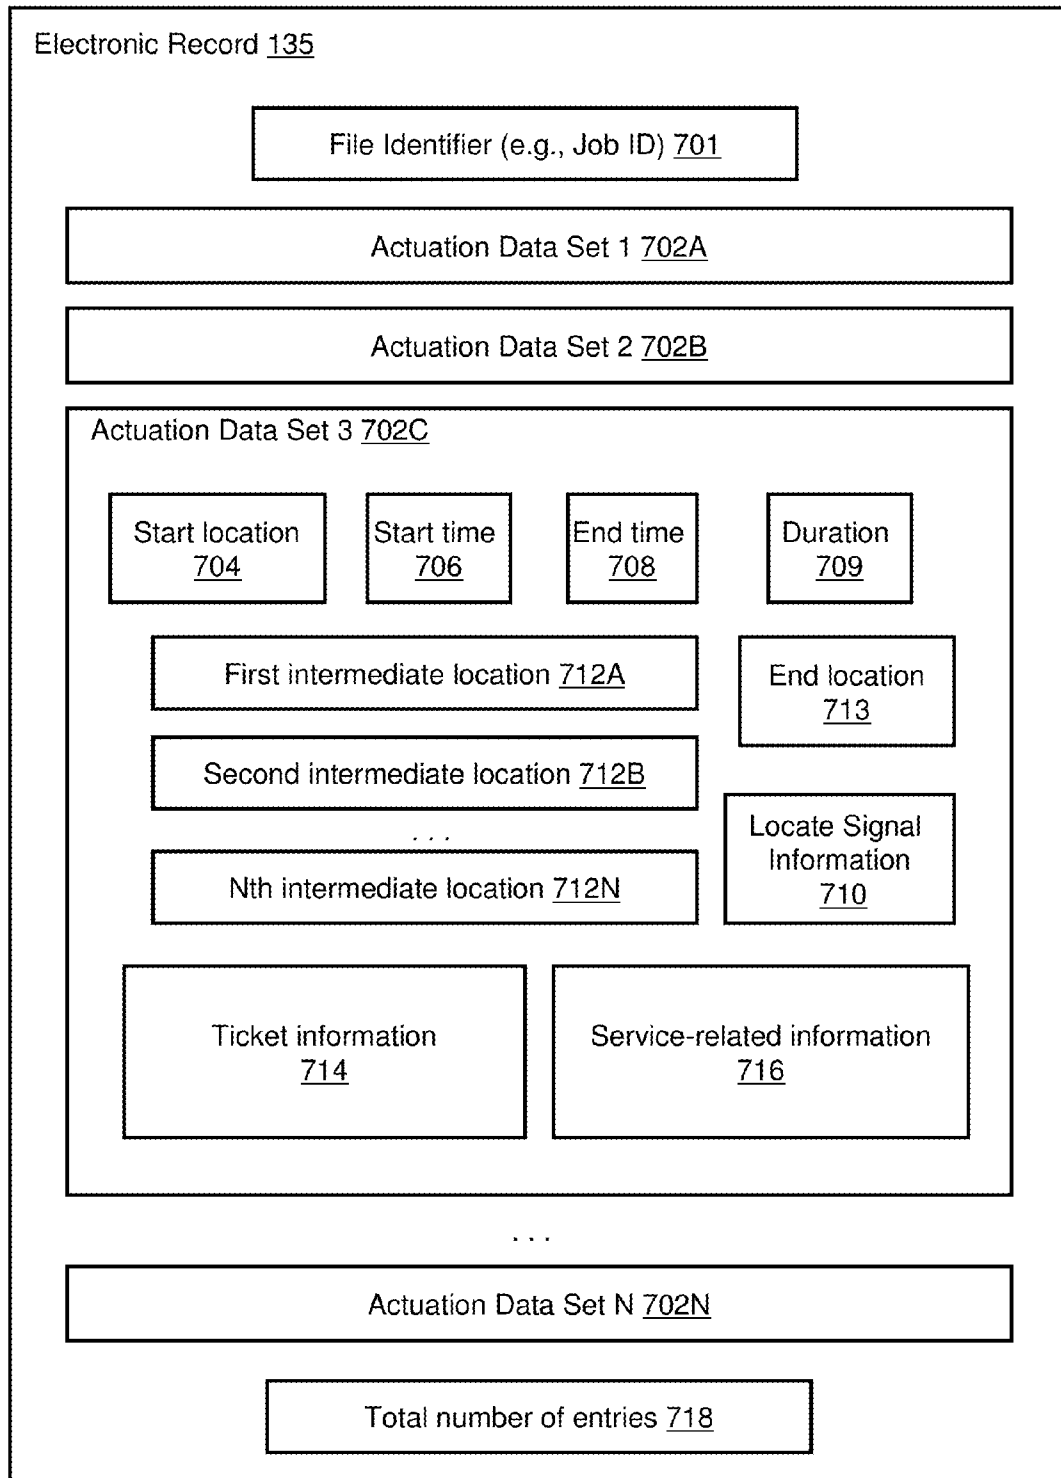 Electronic Record 135
File Identifier (e.g., Job ID) 701
Actuation Data Set 1 702A
Actuation Data Set 2 702B
Actuation Data Set 3 702C
Start location
704
Start time
706
End time
708
Duration
709
First intermediate location 712A
End location
713
Second intermediate location 712B
. . .
Locate Signal
Information
710
Nth intermediate location 712N
Ticket information
714
Service-related information
716
. . .
Actuation Data Set N 702N
Total number of entries 718